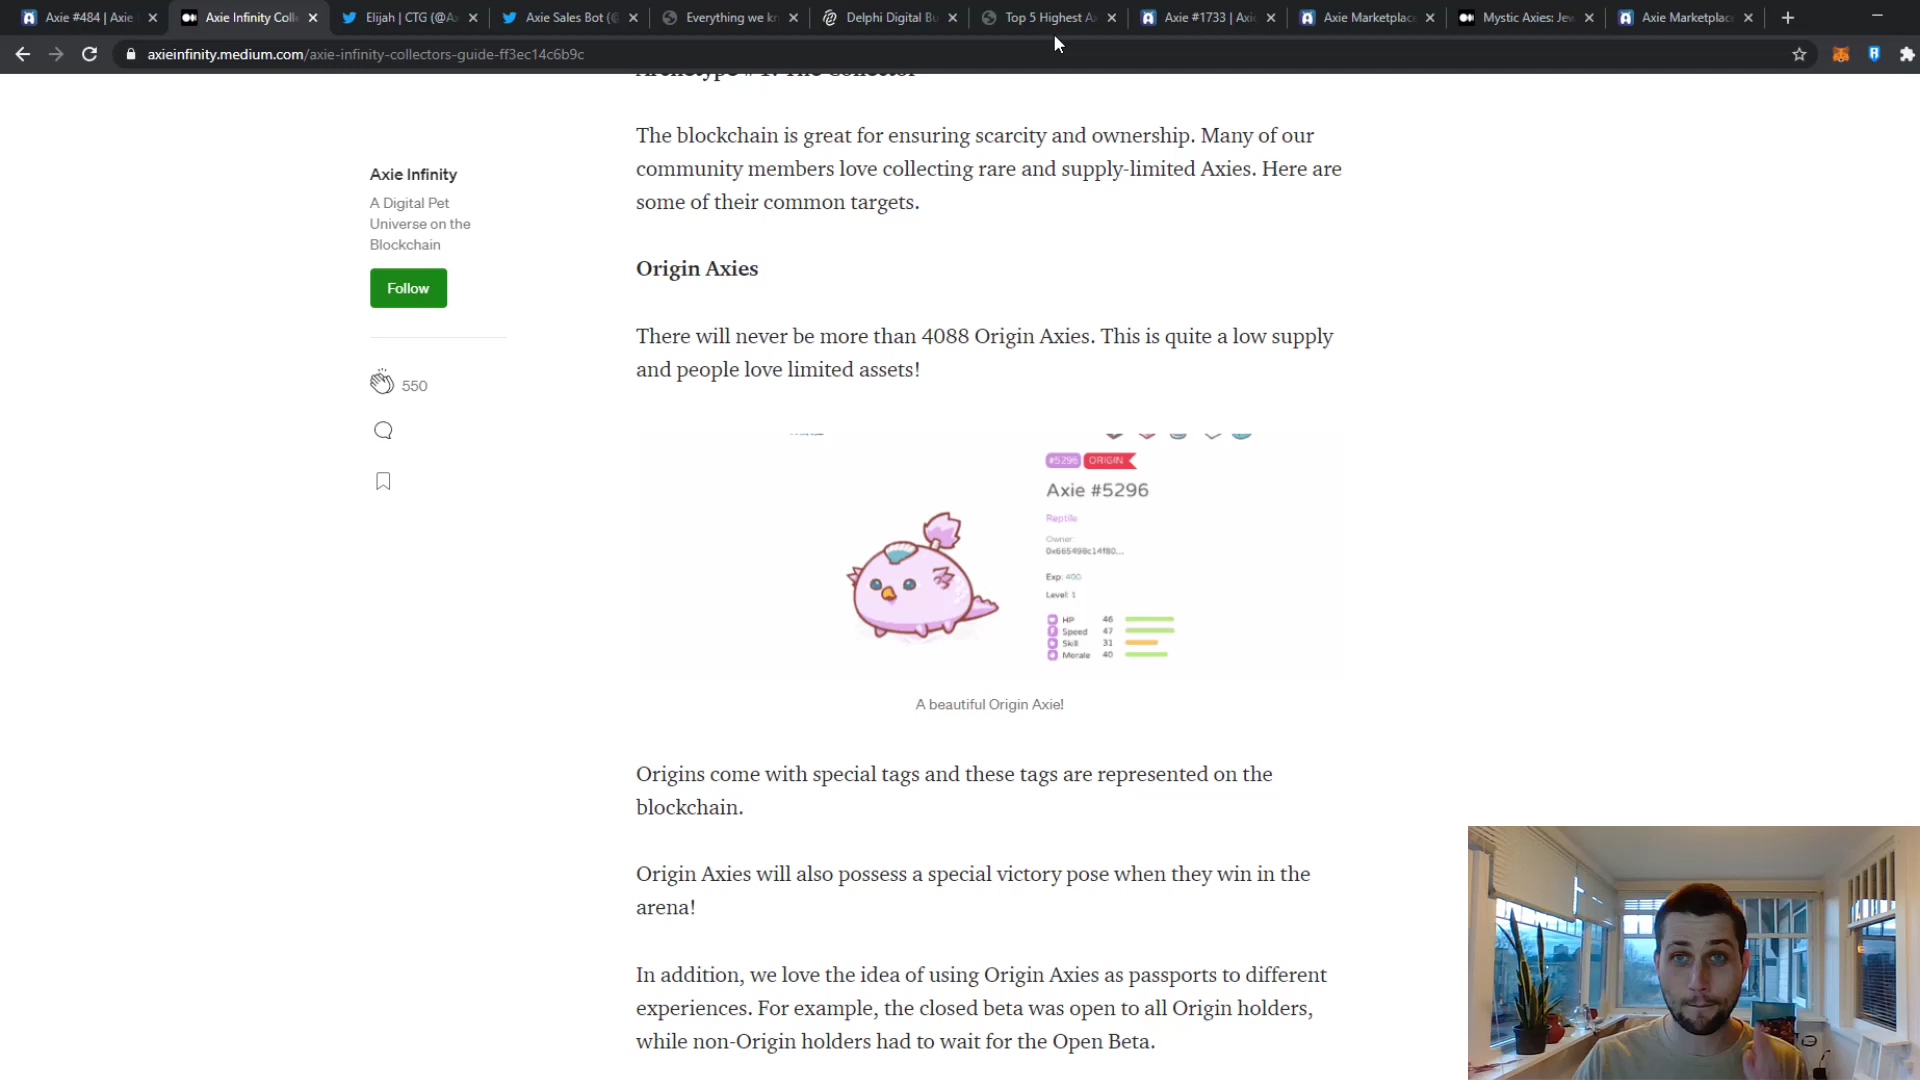 Axie #484 | Axie
Axie Infinity Coll
Elijah | CTG (@Ax
Axie Sales Bot (@
Everything we kn
Delphi Digital Bu
Top 5 Highest Ax
Axie #1733 | Axi
Axie Marketplac
Mystic Axies: Jew
Axie Marketplac
axieinfinity.medium.com/axie-infinity-collectors-guide-ff3ec14c6b9c
The blockchain is great for ensuring scarcity and ownership. Many of our
community members love collecting rare and supply-limited Axies. Here are
some of their common targets.
Axie Infinity
A Digital Pet
Universe on the
Blockchain
Follow
550
Origin Axies
There will never be more than 4088 Origin Axies. This is quite a low supply
and people love limited assets!
#5296 ORIGIN
Axie #5296
Reptile
Owner:
0x665498c14f80...
Exp: 400
Level: 1
HP 46
Speed 47
Skill 31
Morale 40
A beautiful Origin Axie!
Origins come with special tags and these tags are represented on the
blockchain.
Origin Axies will also possess a special victory pose when they win in the
arena!
In addition, we love the idea of using Origin Axies as passports to different
experiences. For example, the closed beta was open to all Origin holders,
while non-Origin holders had to wait for the Open Beta.